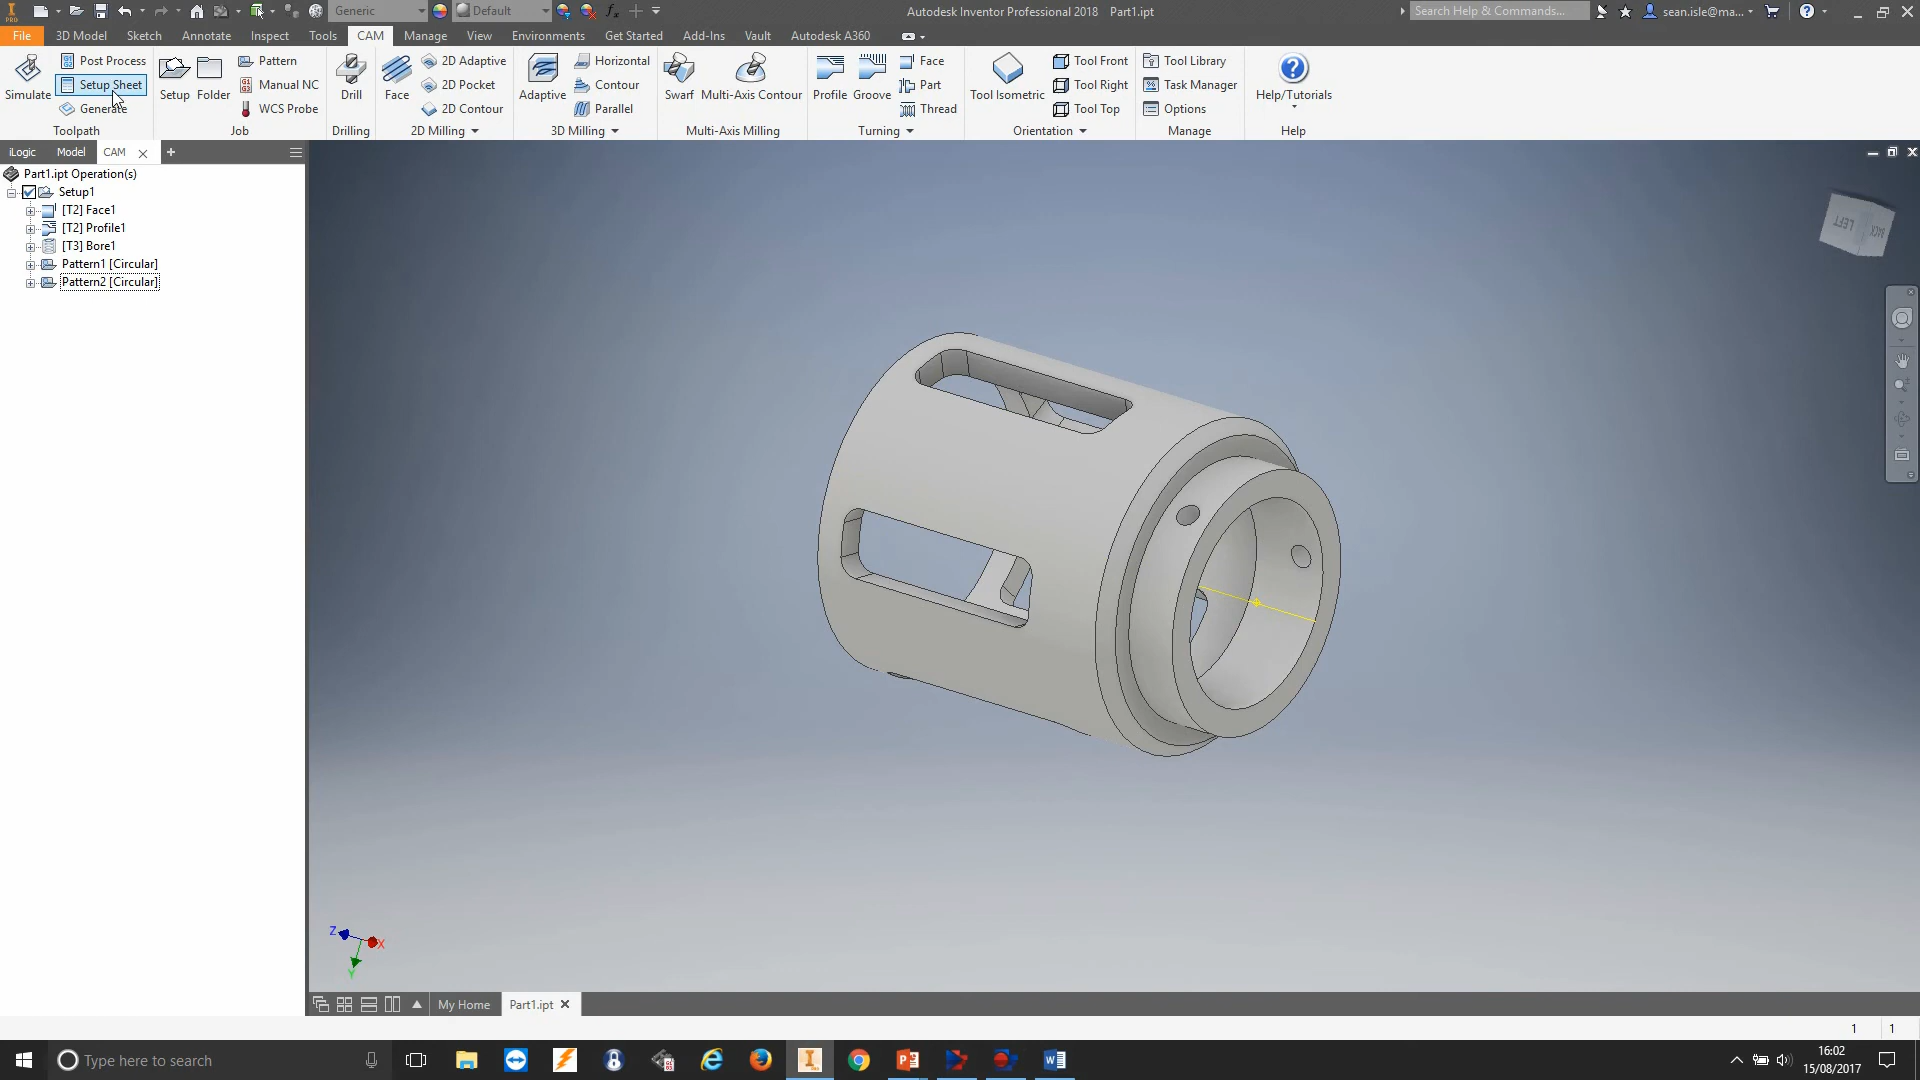 PRO
Generic
Default
Autodesk Inventor Professional 2018 Part1.ipt
Search Help & Commands...
sean.isle@ma...
File 3D Model Sketch Annotate Inspect Tools CAM Manage View Environments Get Started Add-Ins Vault Autodesk A360
Simulate Post Process Setup Sheet Generate Toolpath
Setup Folder Pattern Manual NC WCS Probe Job
Drill Drilling
Face 2D Adaptive 2D Pocket 2D Contour 2D Milling
Adaptive Horizontal Contour Parallel 3D Milling
Swarf Multi-Axis Contour Multi-Axis Milling
Profile Groove Face Part Thread Turning
Tool Isometric Tool Front Tool Right Tool Top Orientation
Tool Library Task Manager Options Manage
Help/Tutorials Help
iLogic Model CAM
Part1.ipt Operation(s)
Setup1
[T2] Face1
[T2] Profile1
[T3] Bore1
Pattern1 [Circular]
Pattern2 [Circular]
LEFT
BACK
Z
X
Y
My Home Part1.ipt
1 1
Type here to search
16:02
15/08/2017